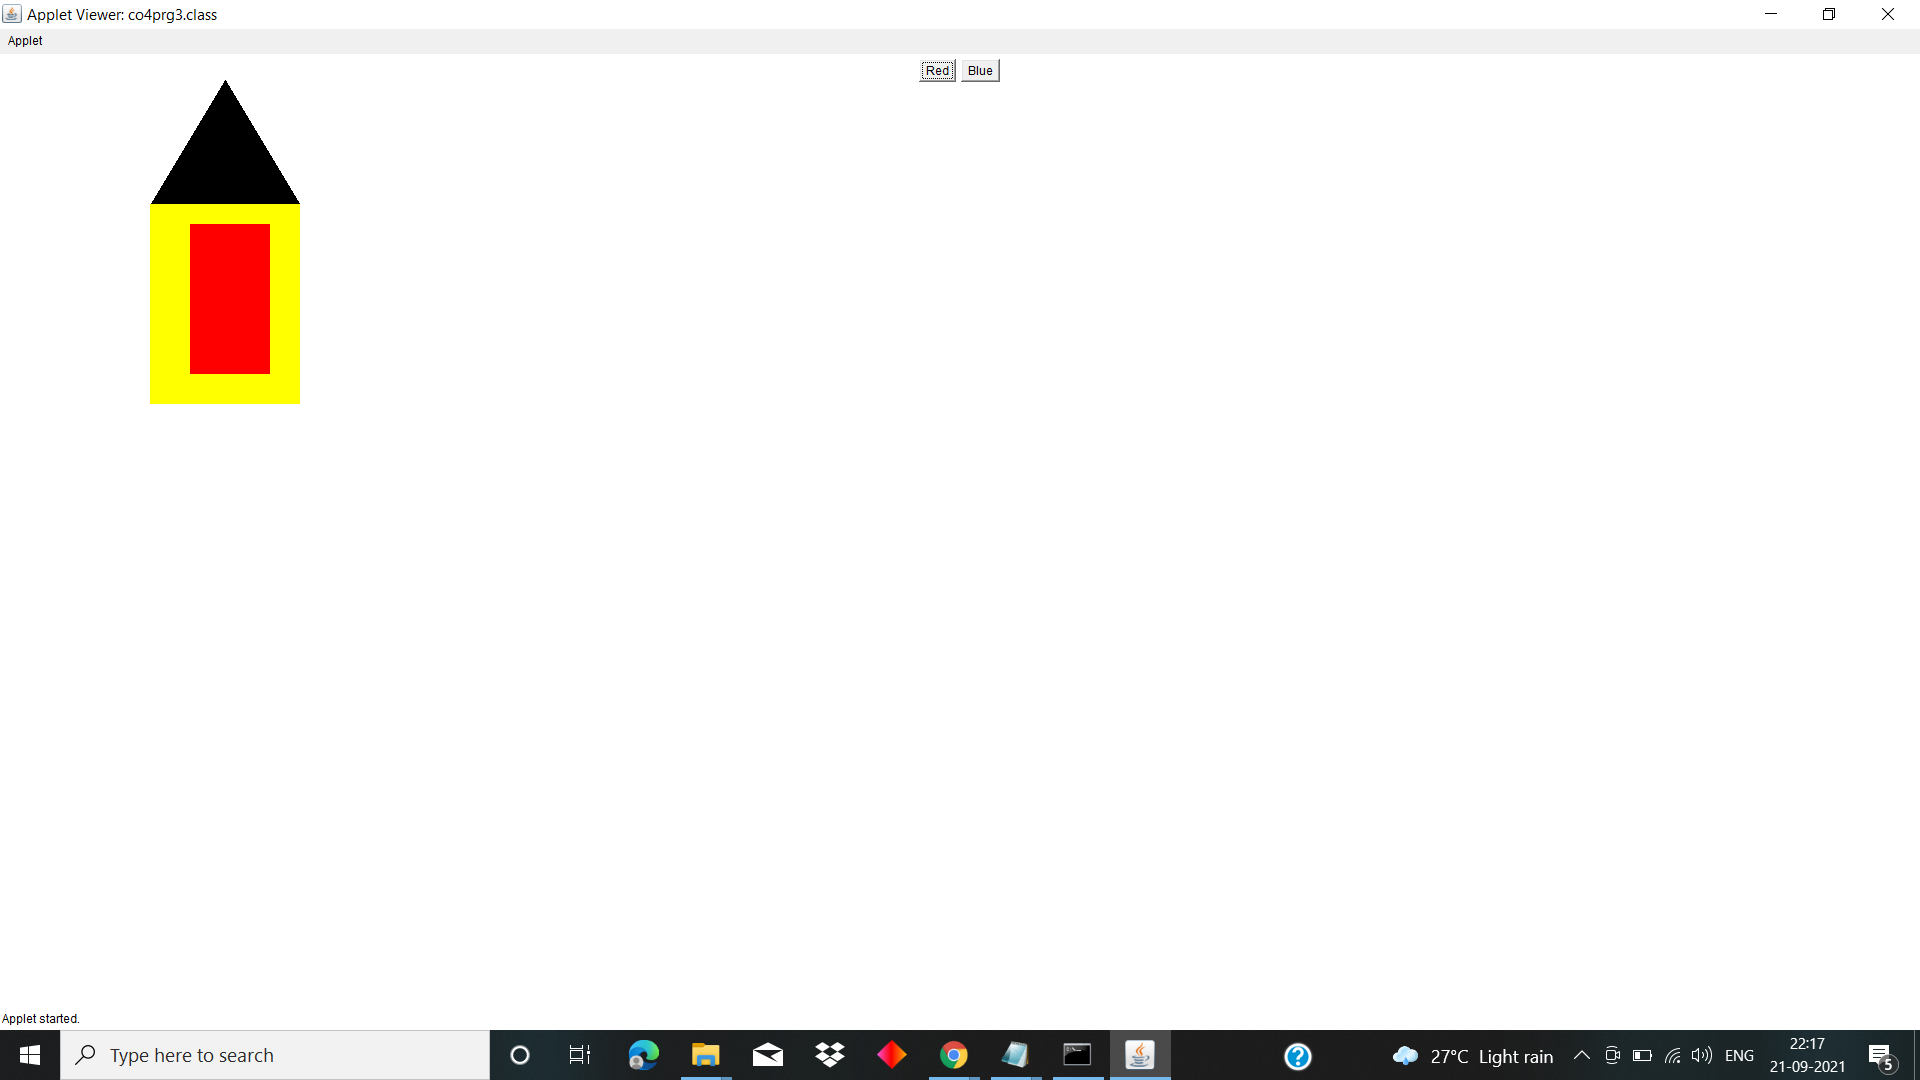 Applet Viewer: co4prg3.class
Applet
Red Blue
Applet started.
Type here to search
27°C Light rain
ENG
22:17
21-09-2021
5